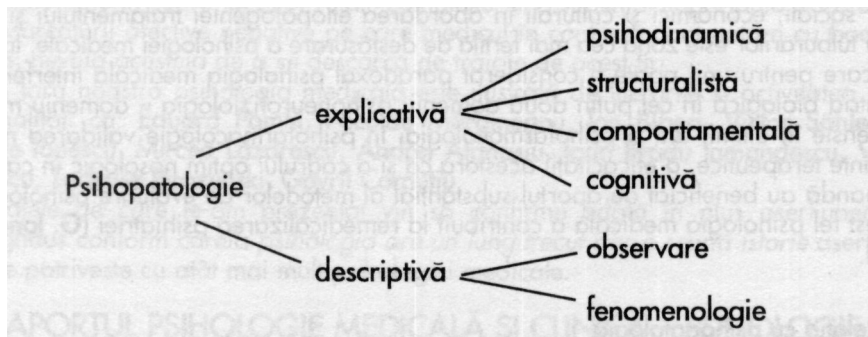 psihodinamică
structuralistă
explicativă
comportamentală
Psihopatologie
cognitivă
observare
descriptivă
fenomenologie